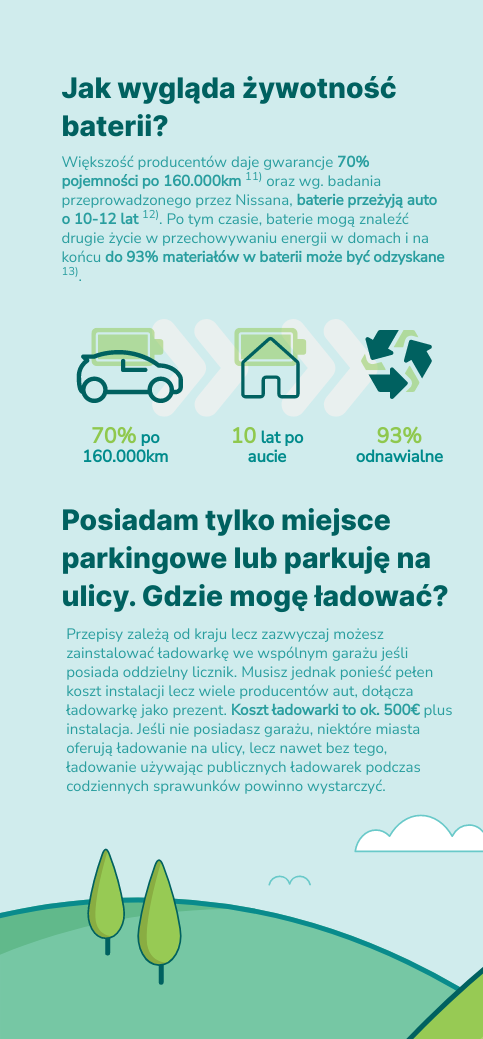 Jak wygląda żywotność
baterii?
Większość producentów daje gwarancje 70%
pojemności po 160.000km 11) oraz wg. badania
przeprowadzonego przez Nissana, baterie przeżyją auto
o 10-12 lat 12). Po tym czasie, baterie mogą znaleźć
drugie życie w przechowywaniu energii w domach i na
końcu do 93% materiałów w baterii może być odzyskane
13).
70% po
160.000km
10 lat po
aucie
93%
odnawialne
Posiadam tylko miejsce
parkingowe lub parkuję na
ulicy. Gdzie mogę ładować?
Przepisy zależą od kraju lecz zazwyczaj możesz
zainstalować ładowarkę we wspólnym garażu jeśli
posiada oddzielny licznik. Musisz jednak ponieść pełen
koszt instalacji lecz wiele producentów aut, dołącza
ładowarkę jako prezent. Koszt ładowarki to ok. 500€ plus
instalacja. Jeśli nie posiadasz garażu, niektóre miasta
oferują ładowanie na ulicy, lecz nawet bez tego,
ładowanie używając publicznych ładowarek podczas
codziennych sprawunków powinno wystarczyć.